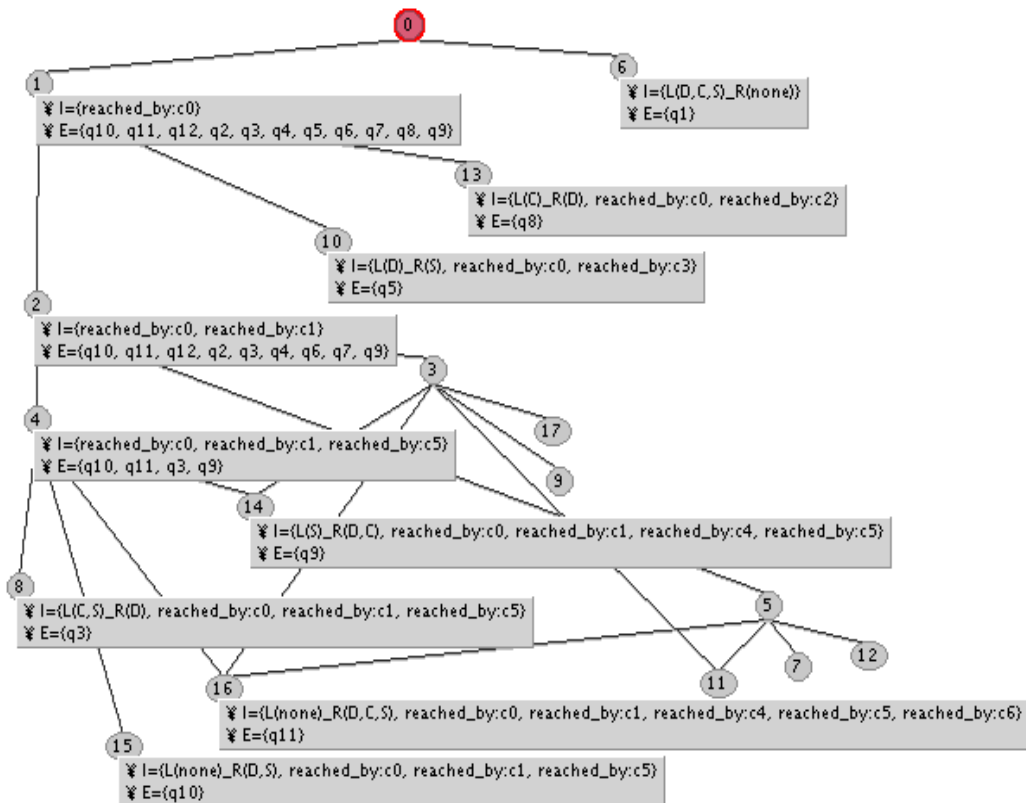 0
1
6
¥ I={L(D,C,S)_R(none)}
¥ E={q1}
¥ I={reached_by:c0}
¥ E={q10, q11, q12, q2, q3, q4, q5, q6, q7, q8, q9}
13
¥ I={L(C)_R(D), reached_by:c0, reached_by:c2}
¥ E={q8}
10
¥ I={L(D)_R(S), reached_by:c0, reached_by:c3}
¥ E={q5}
2
¥ I={reached_by:c0, reached_by:c1}
¥ E={q10, q11, q12, q2, q3, q4, q6, q7, q9}
3
4
17
¥ I={reached_by:c0, reached_by:c1, reached_by:c5}
¥ E={q10, q11, q3, q9}
9
14
¥ I={L(S)_R(D,C), reached_by:c0, reached_by:c1, reached_by:c4, reached_by:c5}
¥ E={q9}
8
5
¥ I={L(C,S)_R(D), reached_by:c0, reached_by:c1, reached_by:c5}
¥ E={q3}
7
12
16
11
¥ I={L(none)_R(D,C,S), reached_by:c0, reached_by:c1, reached_by:c4, reached_by:c5, reached_by:c6}
¥ E={q11}
15
¥ I={L(none)_R(D,S), reached_by:c0, reached_by:c1, reached_by:c5}
¥ E={q10}